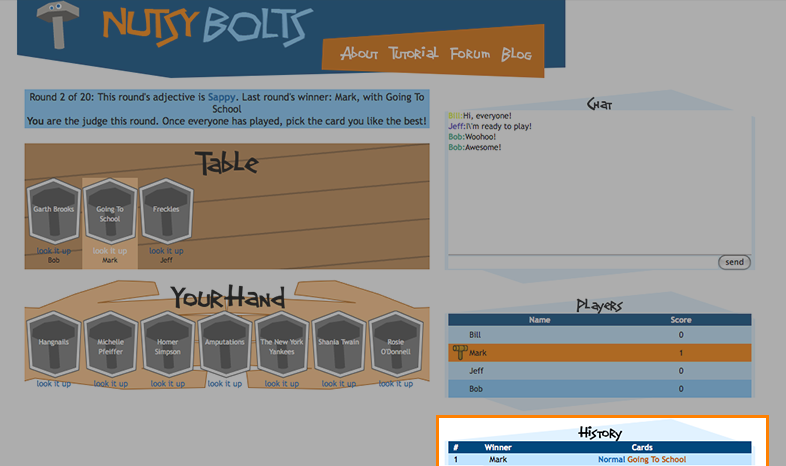 NUTSY BOLTS
About Tutorial Forum Blog
Round 2 of 20: This round's adjective is Sappy. Last round's winner: Mark, with Going To
School
You are the judge this round. Once everyone has played, pick the card you like the best!
Table
Garth Brooks
Going To
School
Freckles
look it up
look it up
look it up
Bob
Mark
Jeff
Your Hand
Hangnails
Michelle
Pfeiffer
Homer
Simpson
Amputations
The New York
Yankees
Shania Twain
Rosie
O'Donnell
look it up
look it up
look it up
look it up
look it up
look it up
look it up
Chat
Bill:Hi, everyone!
Jeff:I\'m ready to play!
Bob:Woohoo!
Bob:Awesome!
send
Players
Name Score
Bill 0
Mark 1
Jeff 0
Bob 0
History
# Winner Cards
1 Mark Normal Going To School